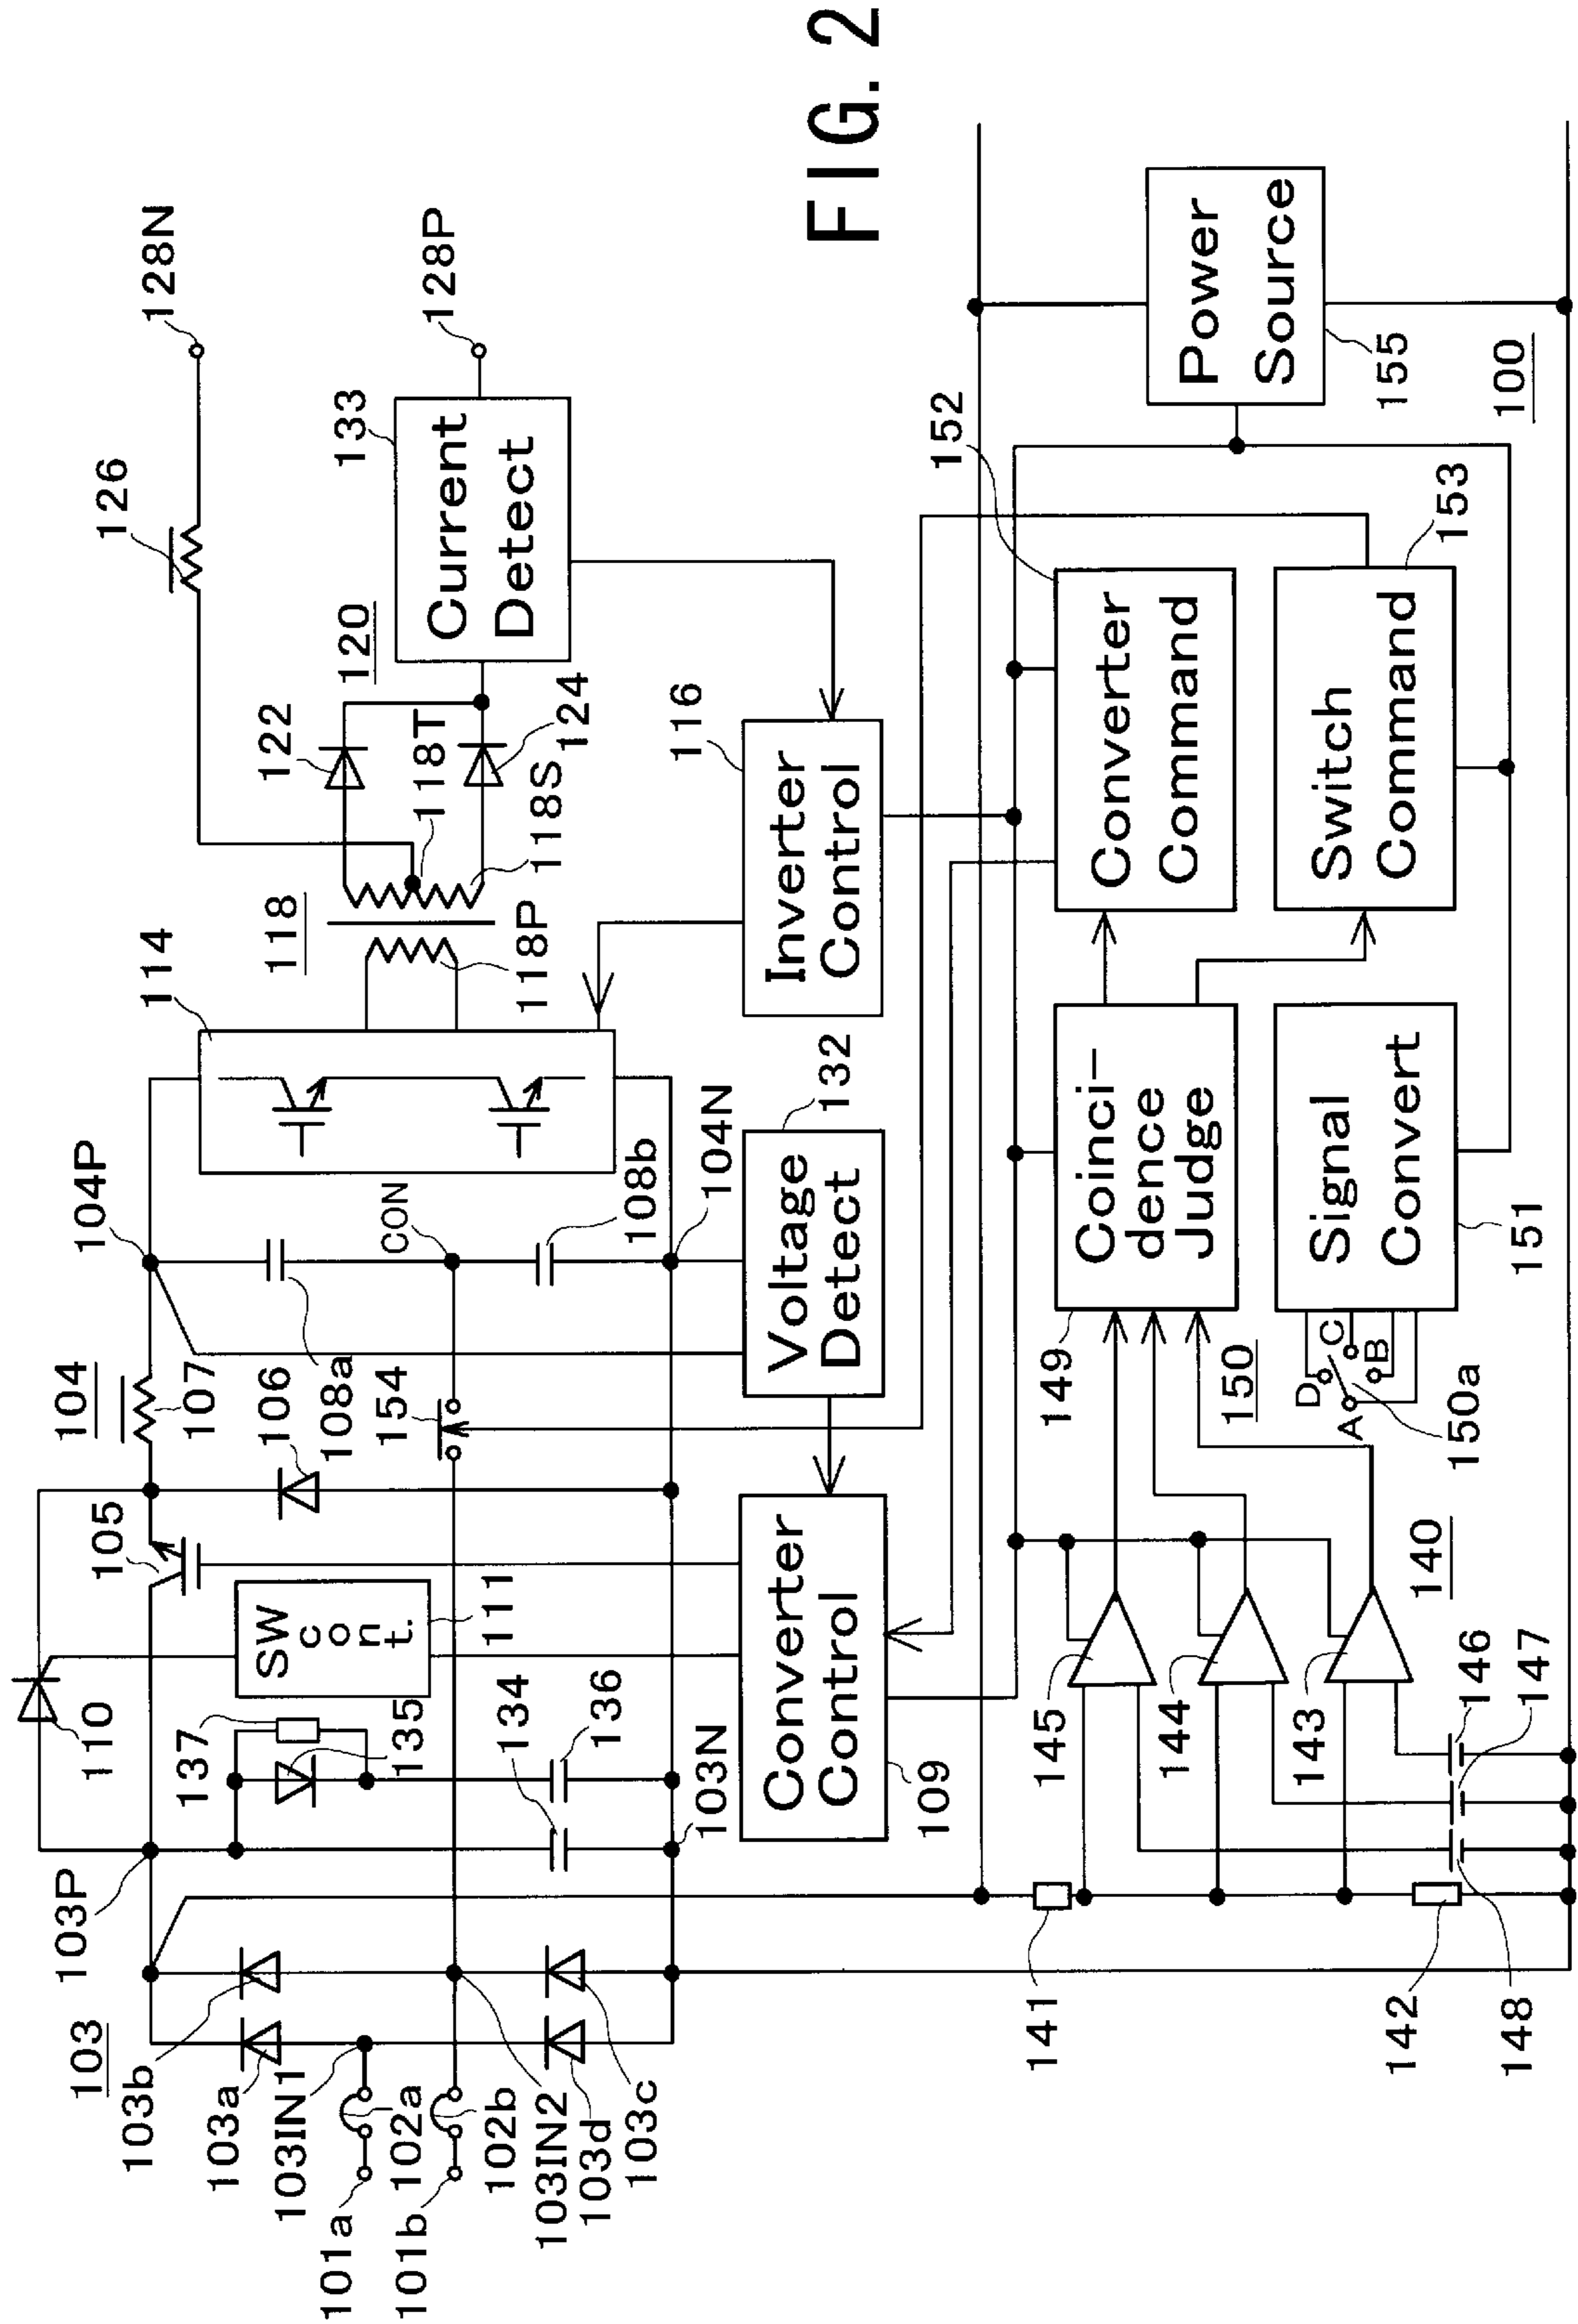 FIG. 2
103
103b
103a
103IN1
101a
102a
101b
102b
103IN2
103d
103c
103P
110
137
135
134
136
103N
SW
cont.
111
105
106
104
107
108a
154
104P
CON
108b
104N
114
118
118P
118S
118T
122
124
120
126
128N
133
Current
Detect
128P
Converter
Control
109
Voltage
Detect
132
Inverter
Control
116
141
142
148
147
146
145
144
143
140
149
Coinci-
dence
Judge
150
D
C
B
A
150a
Signal
Convert
151
Converter
Command
152
Switch
Command
153
Power
Source
155
100